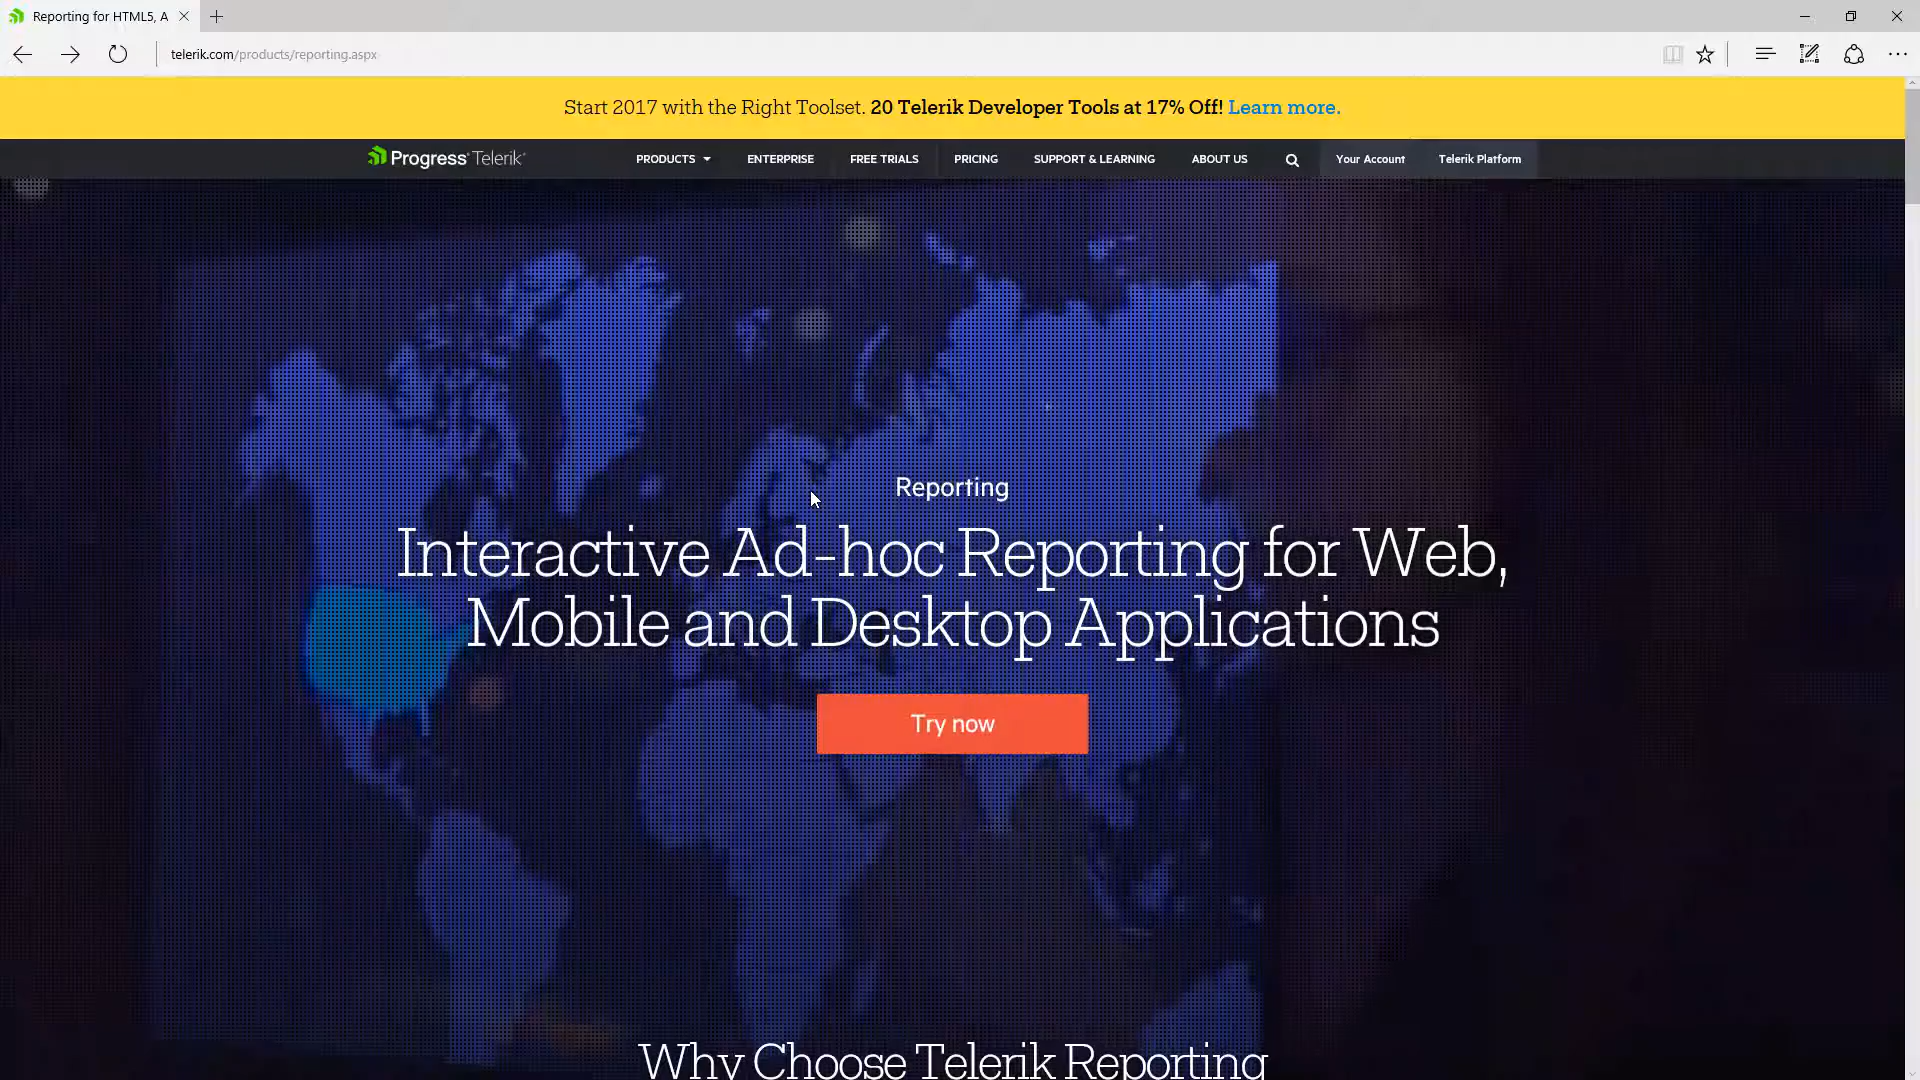 Reporting for HTML5, A
telerik.com/products/reporting.aspx
Start 2017 with the Right Toolset. 20 Telerik Developer Tools at 17% Off! Learn more.
Progress Telerik
PRODUCTS
ENTERPRISE
FREE TRIALS
PRICING
SUPPORT & LEARNING
ABOUT US
Your Account
Telerik Platform
Reporting
Interactive Ad-hoc Reporting for Web,
Mobile and Desktop Applications
Try now
Why Choose Telerik Reporting